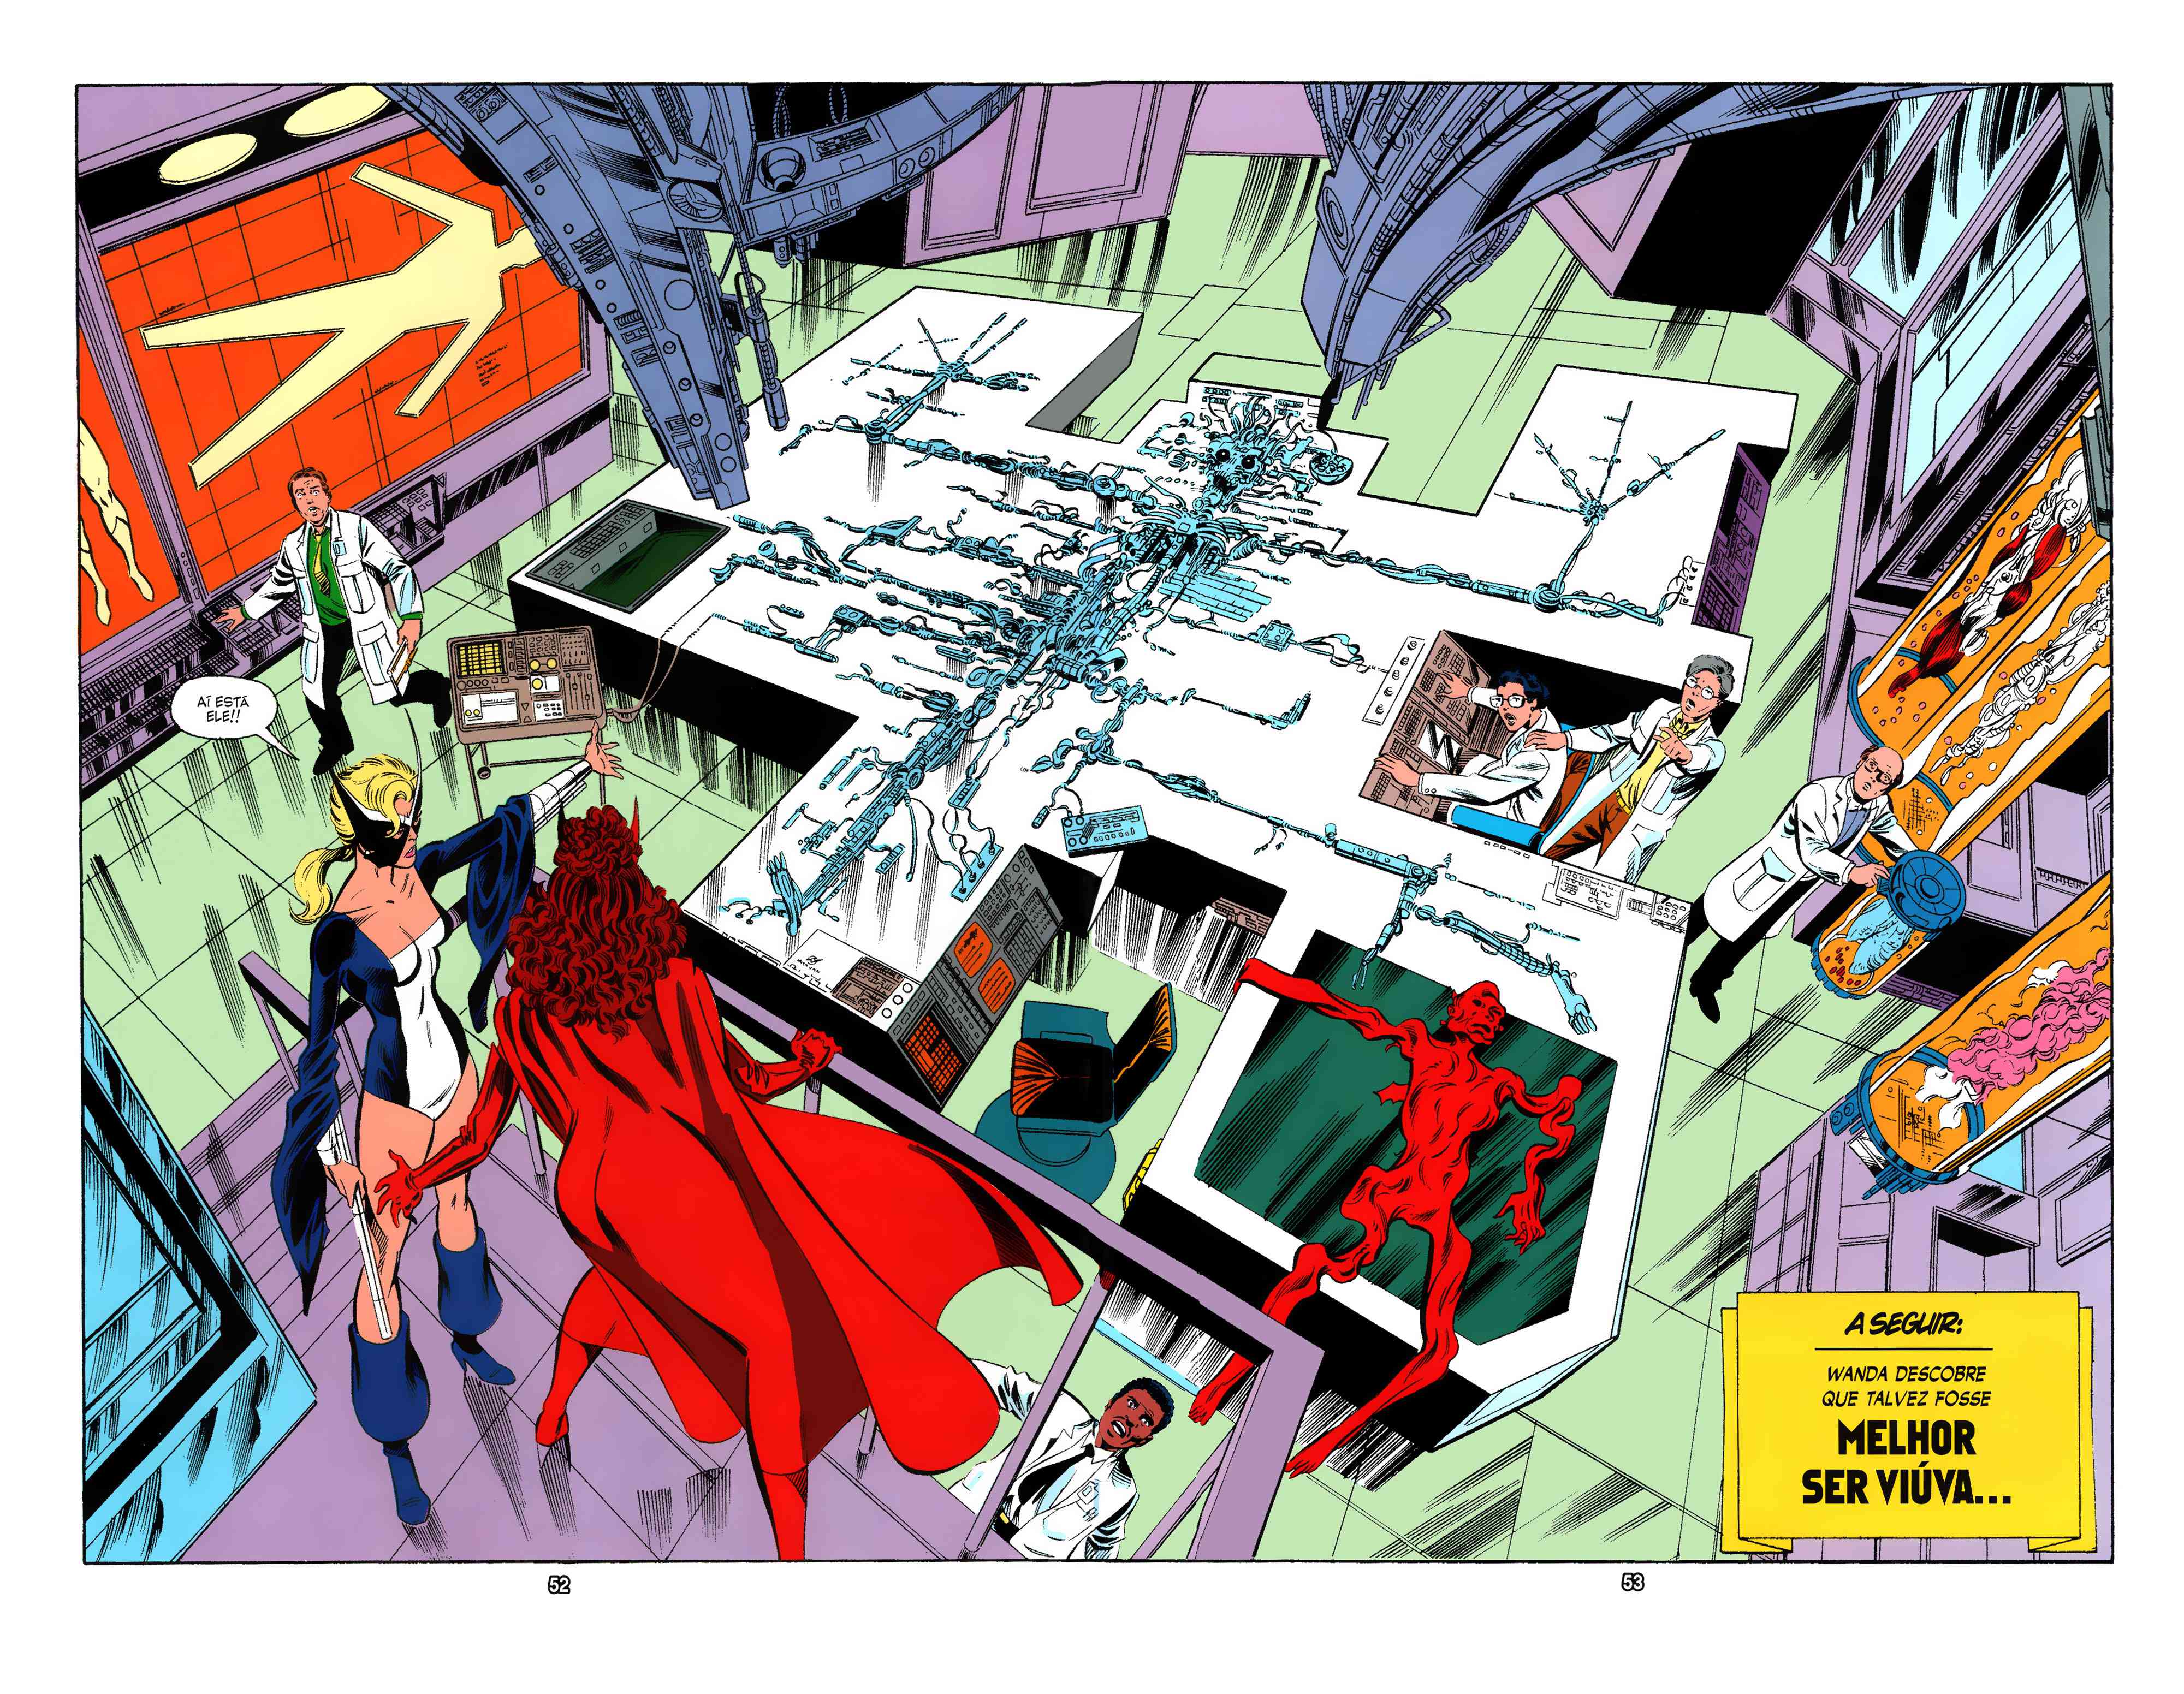 AÍ ESTÁ
ELE!!
A SEGUIR:
WANDA DESCOBRE
QUE TALVEZ FOSSE
MELHOR
SER VIÚVA...
52
53